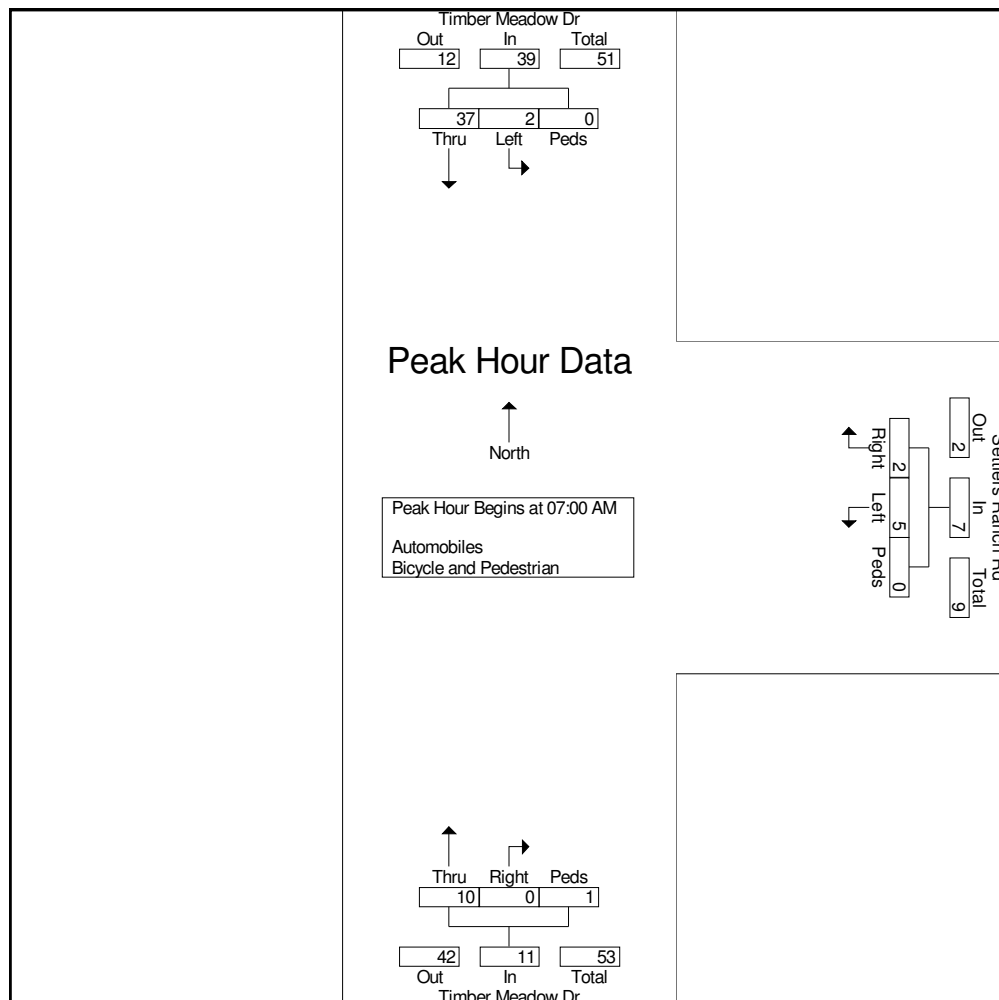 Timber Meadow Dr
Out In Total
12 39 51
37 2 0
Thru Left Peds
Peak Hour Data
North
Peak Hour Begins at 07:00 AM
Automobiles
Bicycle and Pedestrian
Settlers Ranch Rd
Out In Total
2 7 9
2 5 0
Right Left Peds
Thru Right Peds
10 0 1
42 11 53
Out In Total
Timber Meadow Dr